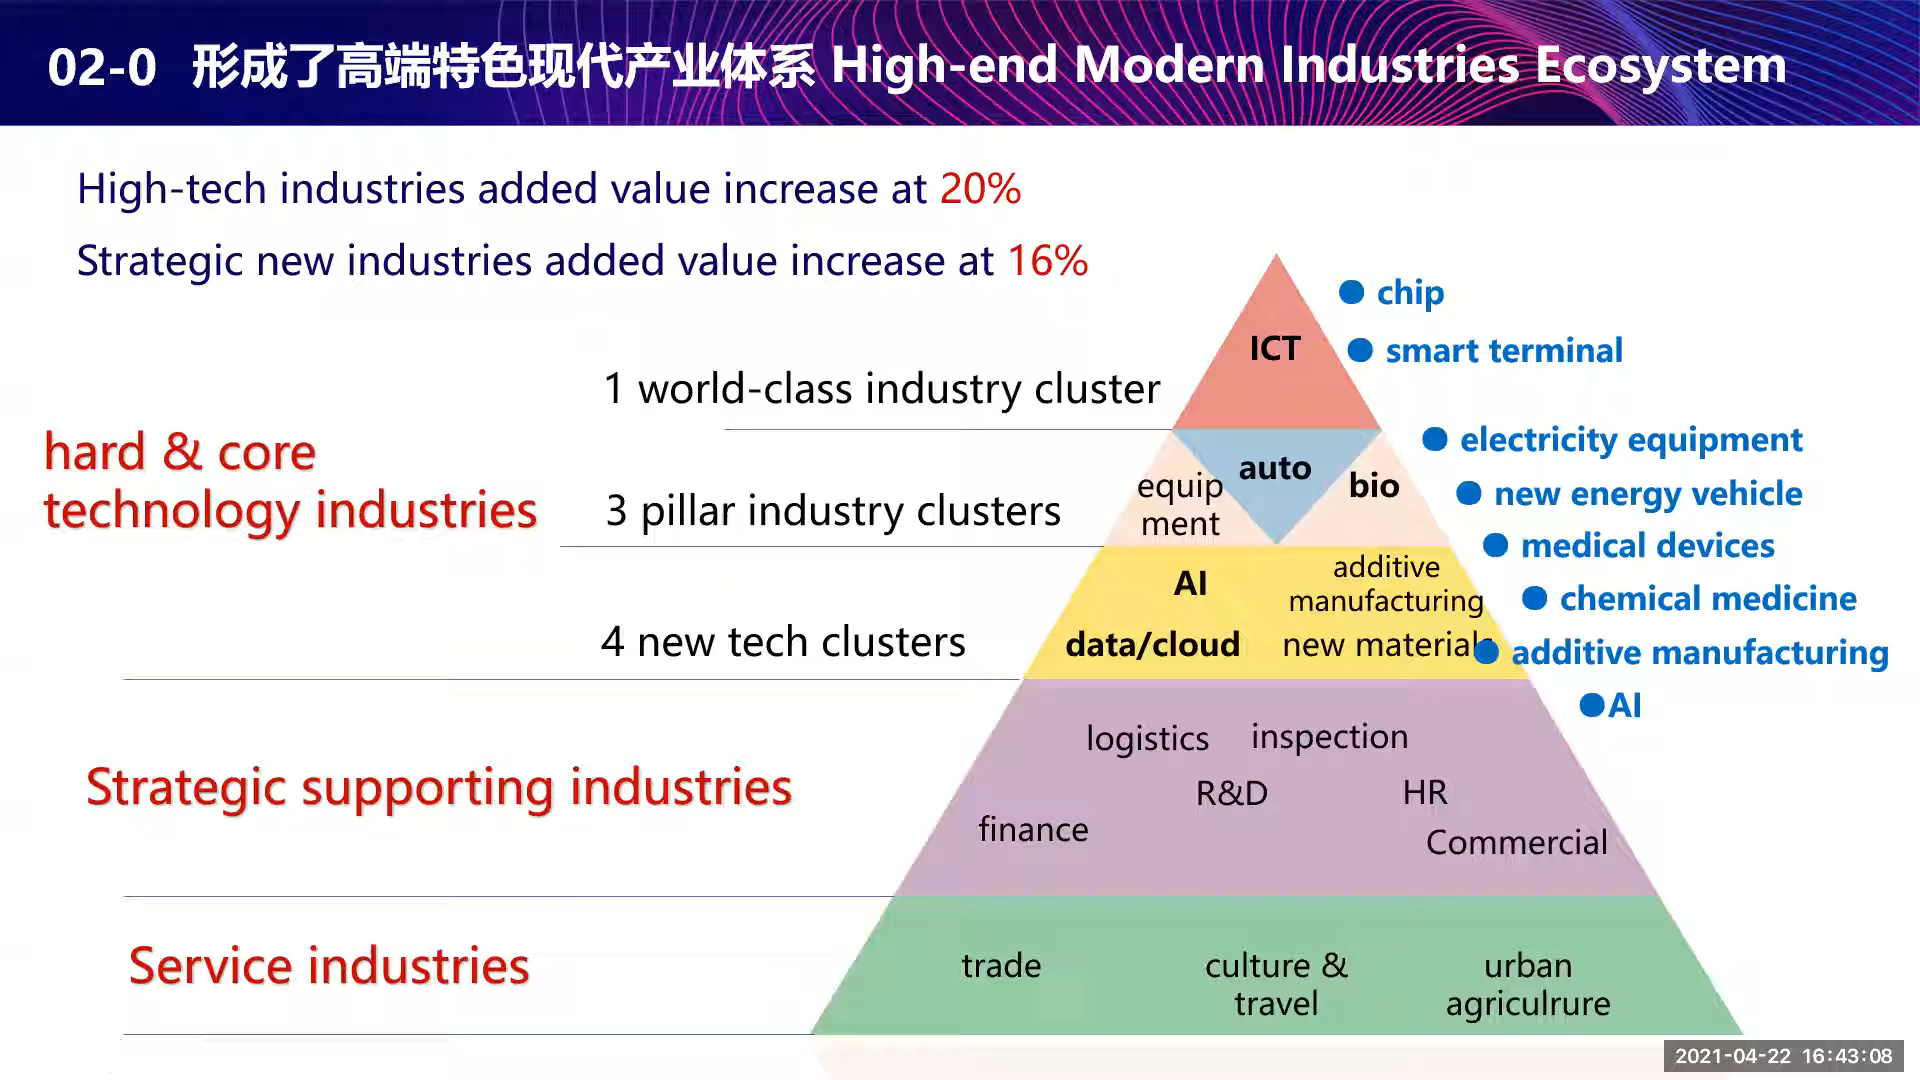 02-0 形成了高端特色现代产业体系 High-end Modern Industries Ecosystem
High-tech industries added value increase at 20%
Strategic new industries added value increase at 16%
hard & core
technology industries
1 world-class industry cluster
3 pillar industry clusters
4 new tech clusters
Strategic supporting industries
Service industries
ICT
auto
equip
ment
bio
AI
additive
manufacturing
data/cloud
new materials
logistics
inspection
R&D
HR
finance
Commercial
trade
culture &
travel
urban
agriculrure
● chip
● smart terminal
● electricity equipment
● new energy vehicle
● medical devices
● chemical medicine
● additive manufacturing
●AI
2021-04-22 16:43:08